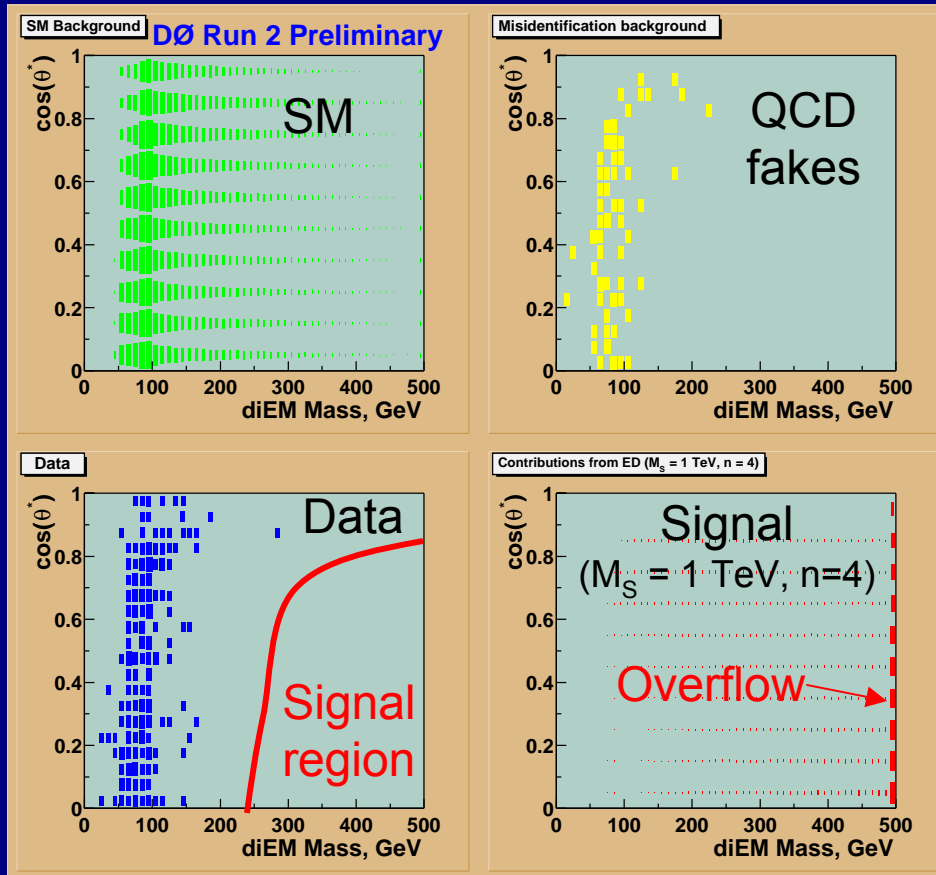 SM Background
DØ Run 2 Preliminary
SM
cos(θ*)
1
0.8
0.6
0.4
0.2
0
0 100 200 300 400 500
diEM Mass, GeV
Misidentification background
QCD
fakes
cos(θ*)
1
0.8
0.6
0.4
0.2
0
0 100 200 300 400 500
diEM Mass, GeV
Data
Data
Signal
region
cos(θ*)
1
0.8
0.6
0.4
0.2
0
0 100 200 300 400 500
diEM Mass, GeV
Contributions from ED (M_S = 1 TeV, n = 4)
Signal
(M_S = 1 TeV, n=4)
Overflow
cos(θ*)
1
0.8
0.6
0.4
0.2
0
0 100 200 300 400 500
diEM Mass, GeV